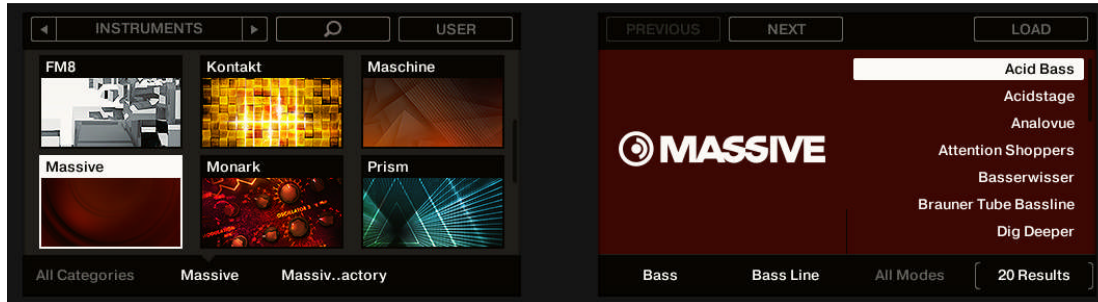 INSTRUMENTS
USER
FM8
Kontakt
Maschine
Massive
Monark
Prism
All Categories
Massive
Massiv..actory
PREVIOUS
NEXT
LOAD
MASSIVE
Acid Bass
Acidstage
Analovue
Attention Shoppers
Basserwisser
Brauner Tube Bassline
Dig Deeper
Bass
Bass Line
All Modes
20 Results